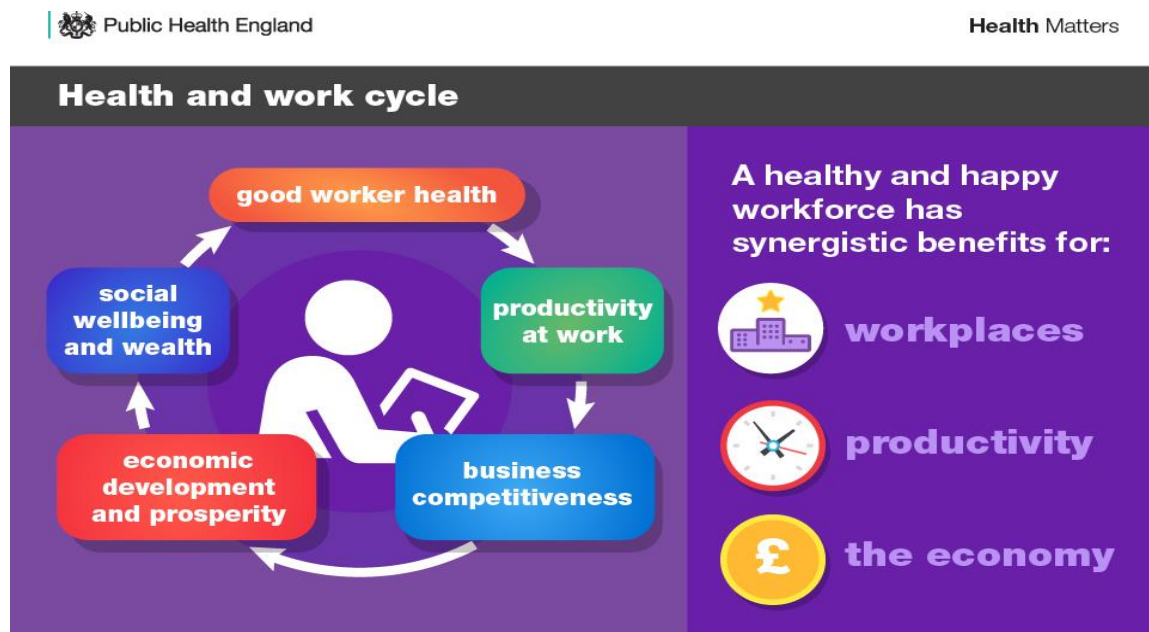 Public Health England
Health Matters
Health and work cycle
good worker health
productivity
at work
business
competitiveness
economic
development
and prosperity
social
wellbeing
and wealth
A healthy and happy
workforce has
synergistic benefits for:
workplaces
productivity
£
the economy